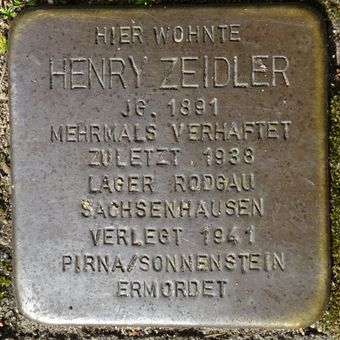 HIER WOHNTE
HENRY ZEIDLER
JG. 1891
MEHRMALS VERHAFTET
ZULETZT 1938
LAGER RODGAU
SACHSENHAUSEN
VERLEGT 1941
PIRNA/SONNENSTEIN
ERMORDET